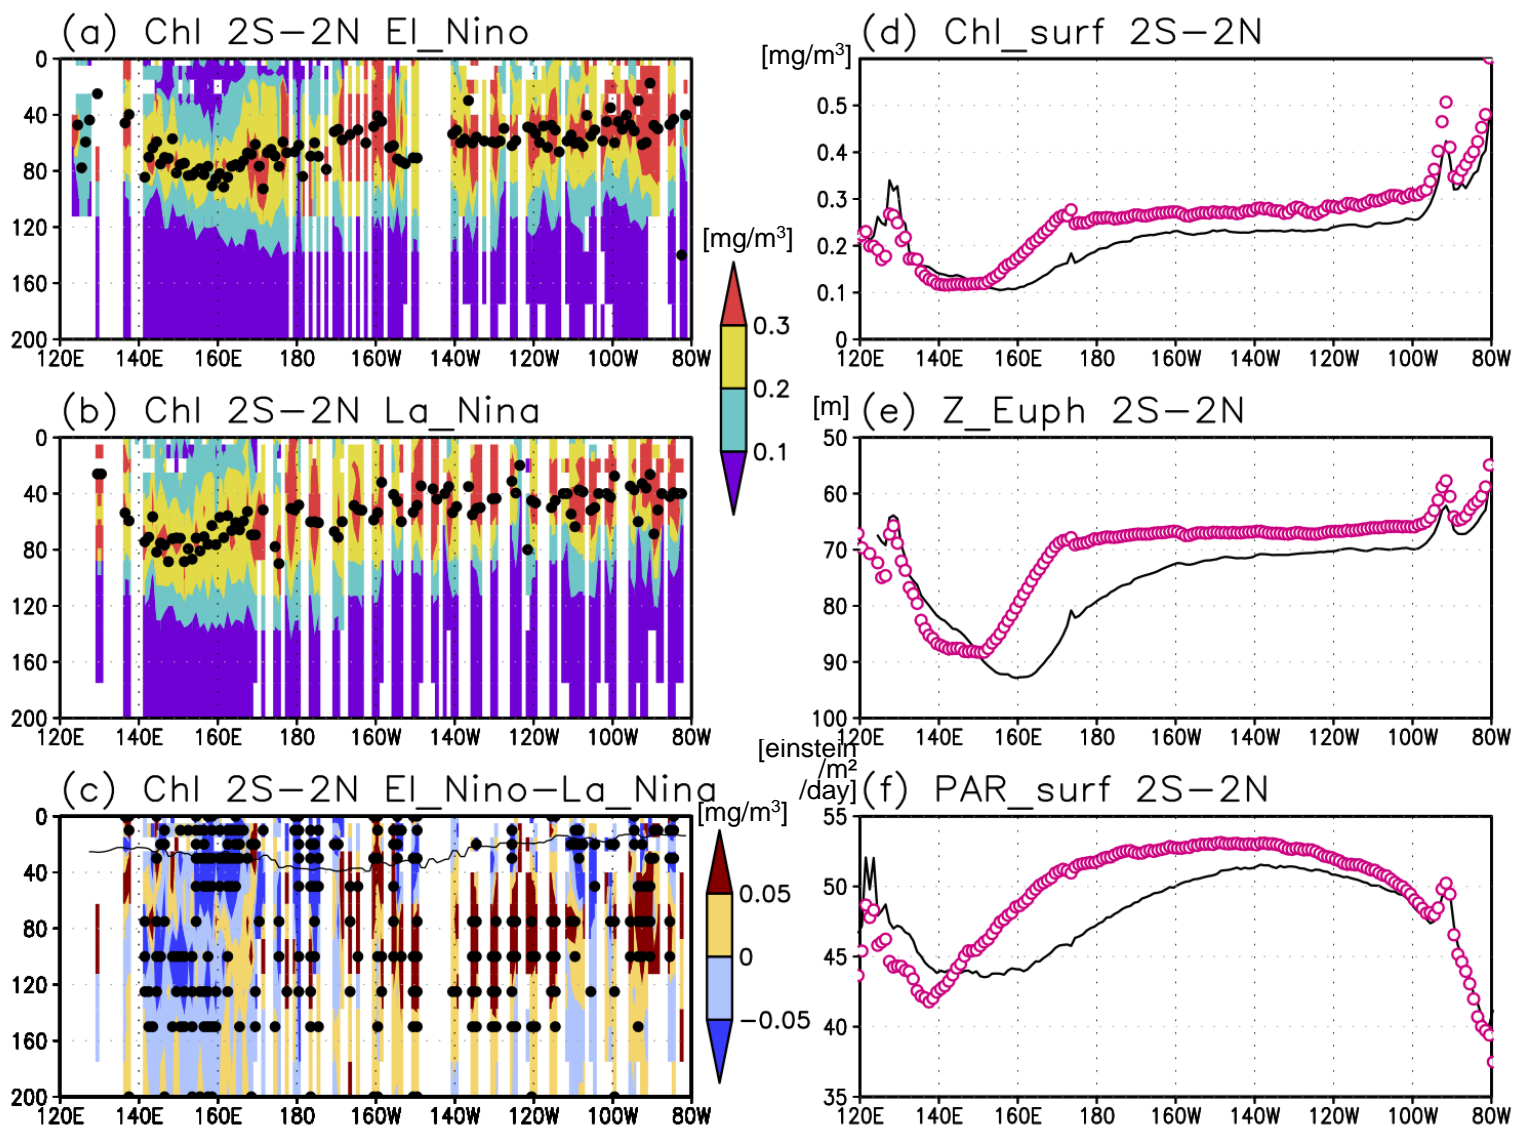 (a) Chl 2S-2N El_Nino
0
40
80
120
160
200
120E 140E 160E 180 160W 140W 120W 100W 80W
[mg/m³]
0.3
0.2
0.1
(b) Chl 2S-2N La_Nina
0
40
80
120
160
200
120E 140E 160E 180 160W 140W 120W 100W 80W
(c) Chl 2S-2N El_Nino-La_Nina
0
40
80
120
160
200
120E 140E 160E 180 160W 140W 120W 100W 80W
[mg/m³]
0.05
0
-0.05
[mg/m³]
(d) Chl_surf 2S-2N
0.5
0.4
0.3
0.2
0.1
0
120E 140E 160E 180 160W 140W 120W 100W 80W
[m] (e) Z_Euph 2S-2N
50
60
70
80
90
100
120E 140E 160E 180 160W 140W 120W 100W 80W
[einstein
/m²
/day]
(f) PAR_surf 2S-2N
55
50
45
40
35
120E 140E 160E 180 160W 140W 120W 100W 80W